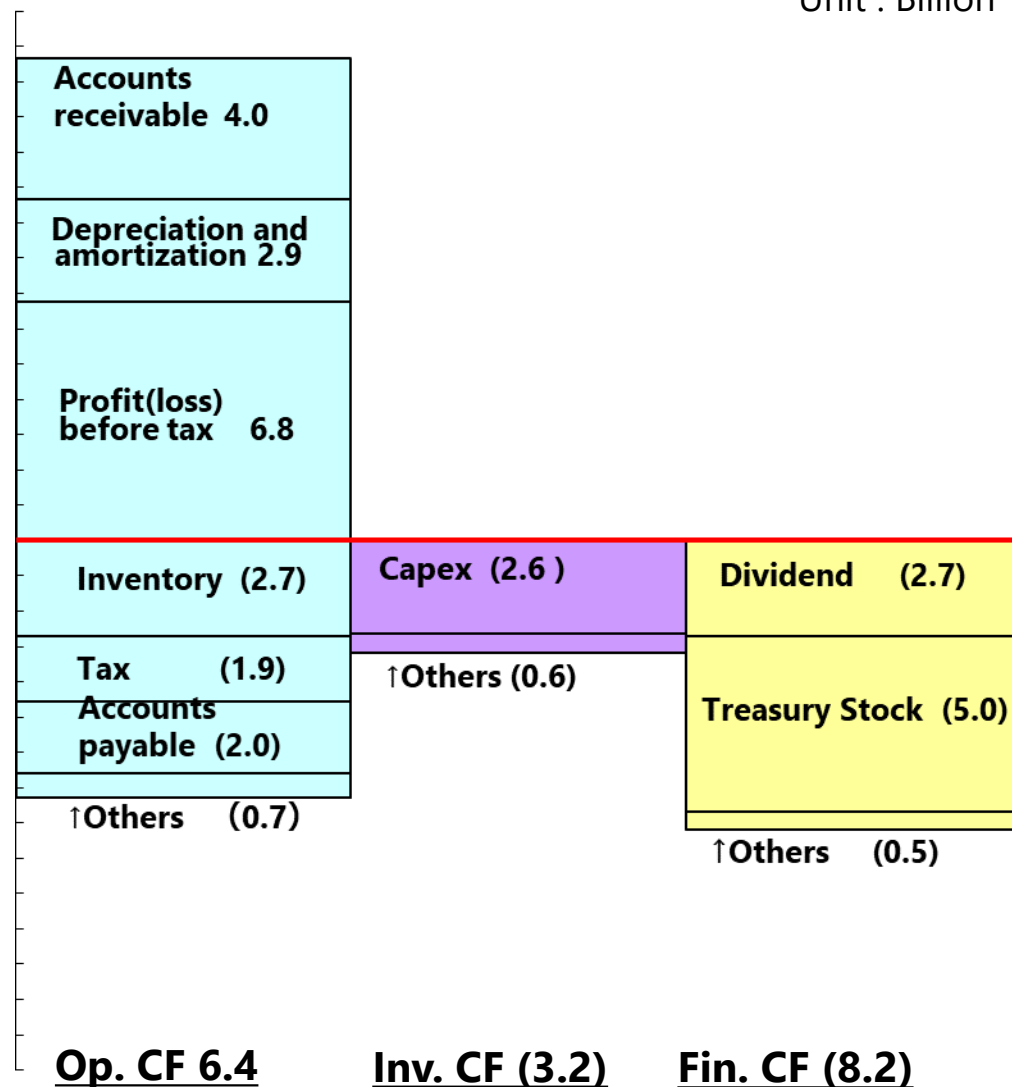 Unit : Billion
Accounts
receivable 4.0
Depreciation and
amortization 2.9
Profit(loss)
before tax 6.8
Inventory (2.7)
Tax (1.9)
Accounts
payable (2.0)
↑Others (0.7)
Capex (2.6 )
↑Others (0.6)
Dividend (2.7)
Treasury Stock (5.0)
↑Others (0.5)
Op. CF 6.4
Inv. CF (3.2)
Fin. CF (8.2)